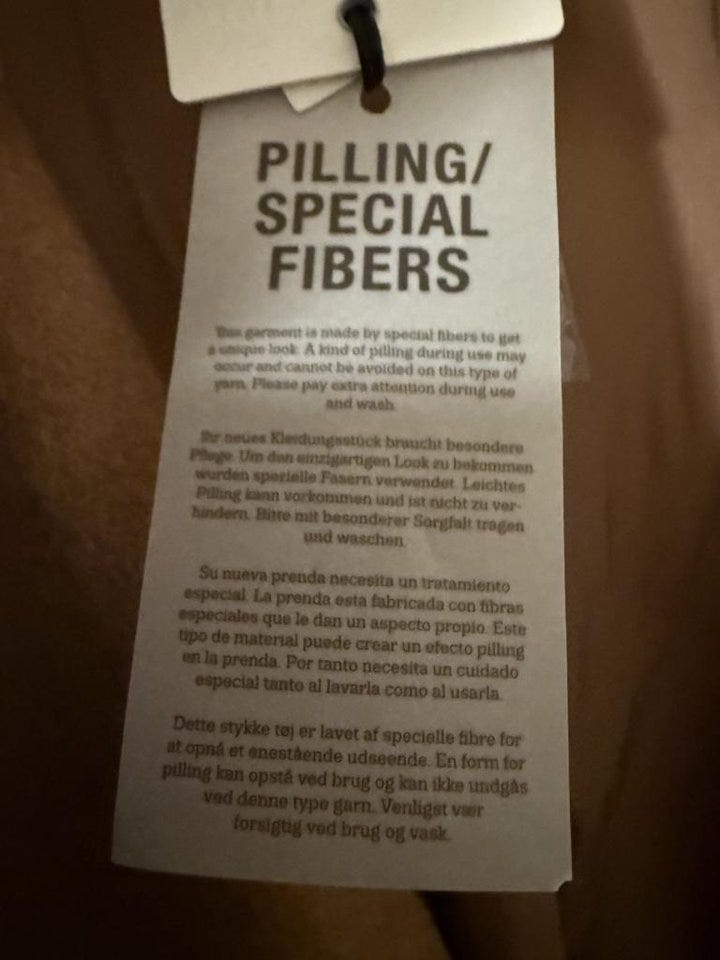 PILLING/
SPECIAL
FIBERS
This garment is made by special fibers to get
a unique look. A kind of pilling during use may
occur and cannot be avoided on this type of
yarn. Please pay extra attention during use
and wash.
Ihr neues Kleidungsstück braucht besondere
Pflege. Um den einzigartigen Look zu bekommen
wurden spezielle Fasern verwendet. Leichtes
Pilling kann vorkommen und ist nicht zu ver-
hindern. Bitte mit besonderer Sorgfalt tragen
und waschen.
Su nueva prenda necesita un tratamiento
especial. La prenda esta fabricada con fibras
especiales que le dan un aspecto propio. Este
tipo de material puede crear un efecto pilling
en la prenda. Por tanto necesita un cuidado
especial tanto al lavarla como al usarla.
Dette stykke tøj er lavet af specielle fibre for
at opnå et enestående udseende. En form for
pilling kan opstå ved brug og kan ikke undgås
ved denne type garn. Venligst vær
forsigtig ved brug og vask.